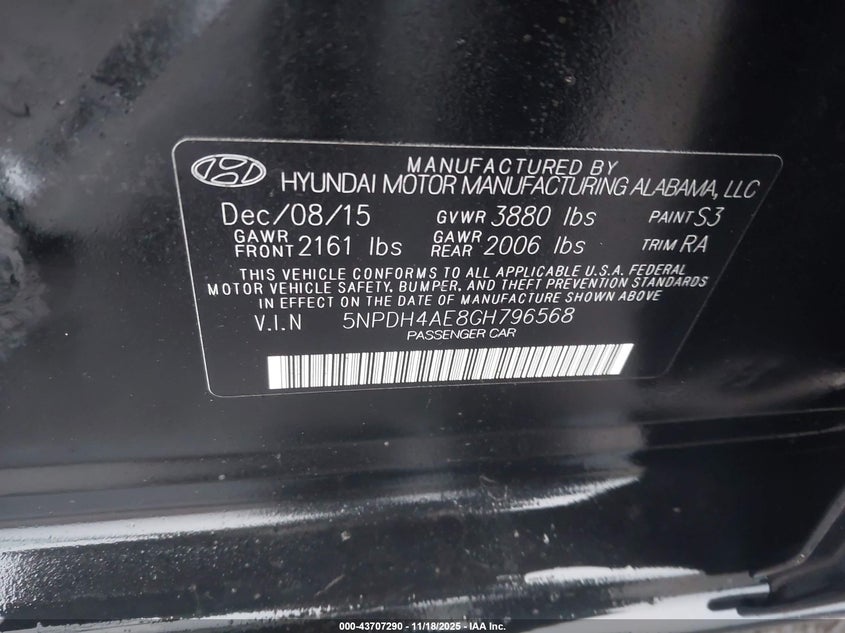 MANUFACTURED BY
HYUNDAI MOTOR MANUFACTURING ALABAMA, LLC
Dec/08/15 GVWR 3880 lbs PAINT S3
GAWR FRONT 2161 lbs GAWR REAR 2006 lbs TRIM RA
THIS VEHICLE CONFORMS TO ALL APPLICABLE U.S.A. FEDERAL
MOTOR VEHICLE SAFETY, BUMPER, AND THEFT PREVENTION STANDARDS
IN EFFECT ON THE DATE OF MANUFACTURE SHOWN ABOVE
V.I.N 5NPDH4AE8GH796568
PASSENGER CAR
000-43707290 - 11/18/2025 - IAA Inc.